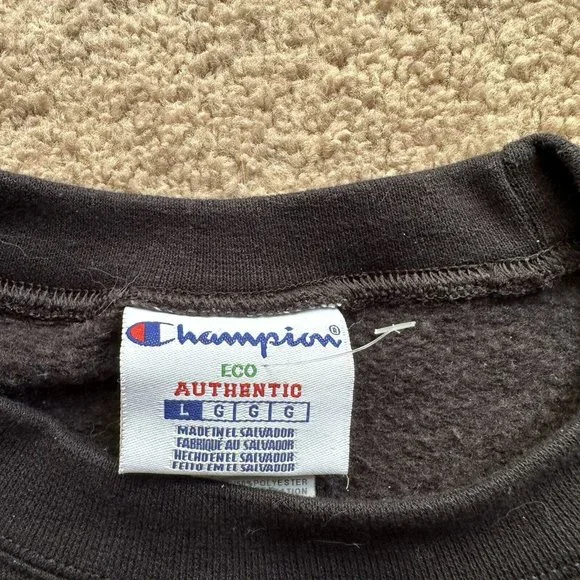 Champion®
ECO
AUTHENTIC
L G G G
MADE IN EL SALVADOR
FABRIQUÉ AU SALVADOR
HECHO EN EL SALVADOR
FEITO EM EL SALVADOR
POLYESTER